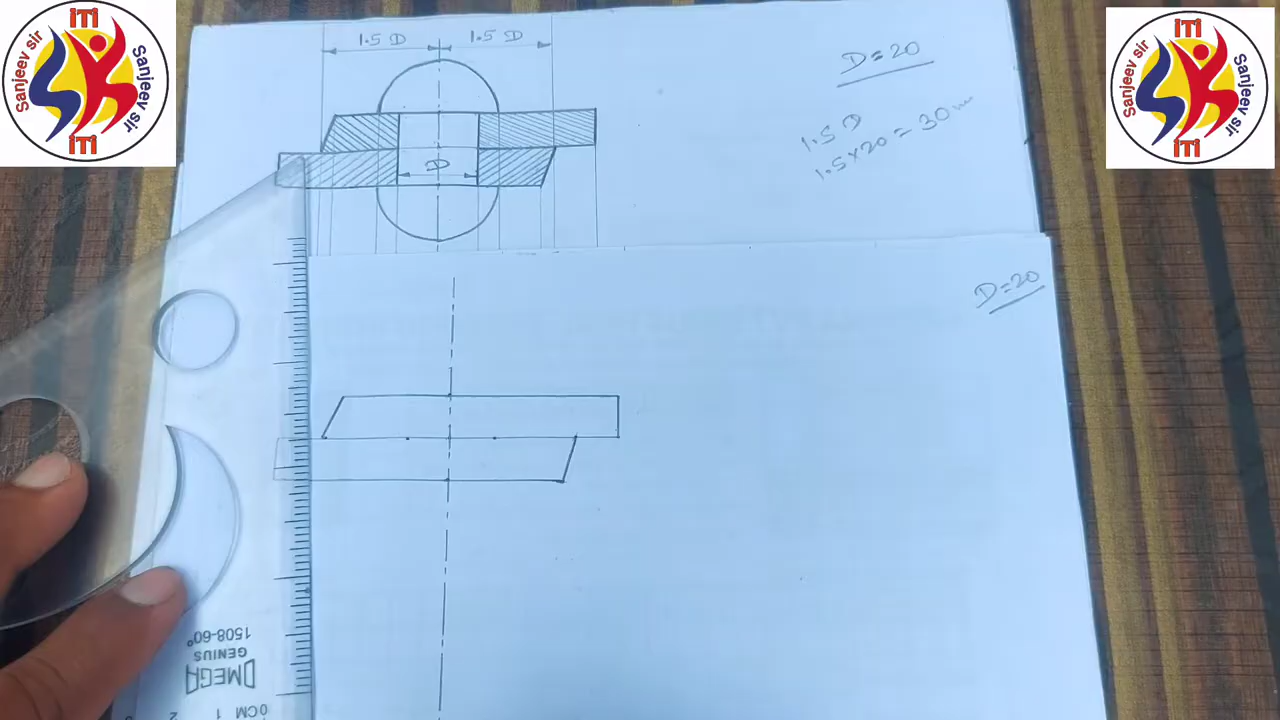 iTi
Sanjeev sir
Sanjeev sir
iTi
iTi
Sanjeev sir
Sanjeev sir
iTi
1.5 D
1.5 D
D=20
1.5 D
1.5×20 = 30
D
D=20
1508-60°
GENIUS
OMEGA
0CM 1 2